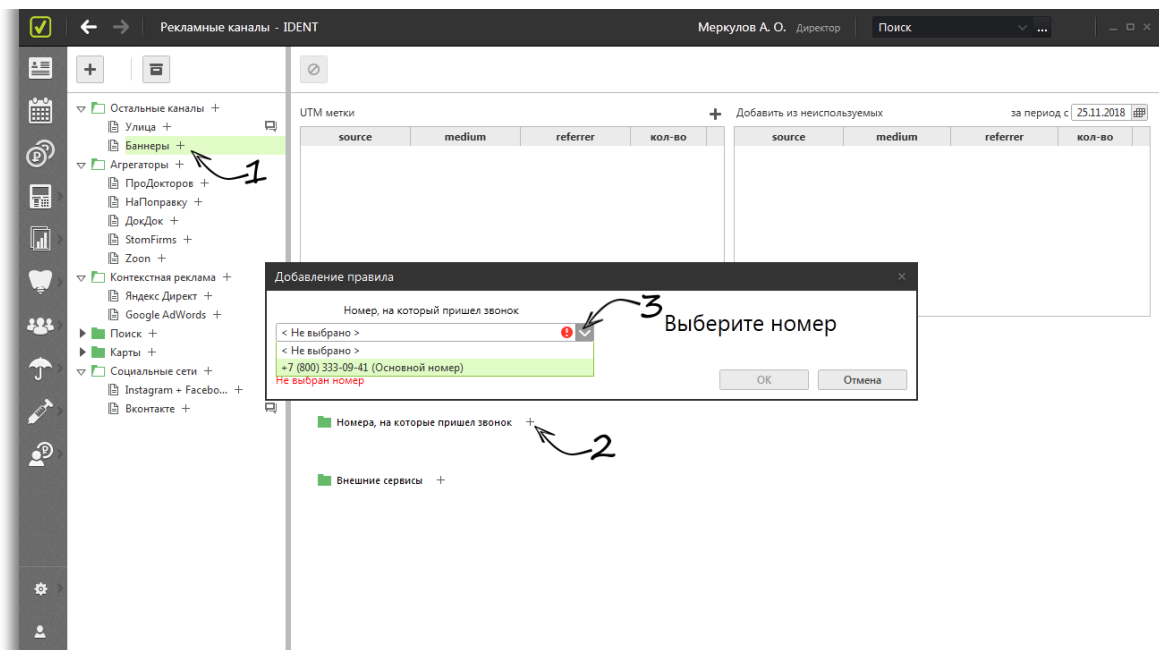 Рекламные каналы - IDENT
Меркулов А. О. Директор
Поиск
...
UTM метки
Добавить из неиспользуемых
за период с 25.11.2018
source medium referrer кол-во
source medium referrer кол-во
Остальные каналы +
Улица +
Баннеры +
Агрегаторы +
ПроДокторов +
НаПоправку +
ДокДок +
StomFirms +
Zoon +
Контекстная реклама +
Яндекс Директ +
Google AdWords +
Поиск +
Карты +
Социальные сети +
Instagram + Facebo... +
Вконтакте +
1
Добавление правила
Номер, на который пришел звонок
< Не выбрано >
< Не выбрано >
+7 (800) 333-09-41 (Основной номер)
Не выбран номер
3
Выберите номер
OK
Отмена
Номера, на которые пришел звонок +
2
Внешние сервисы +